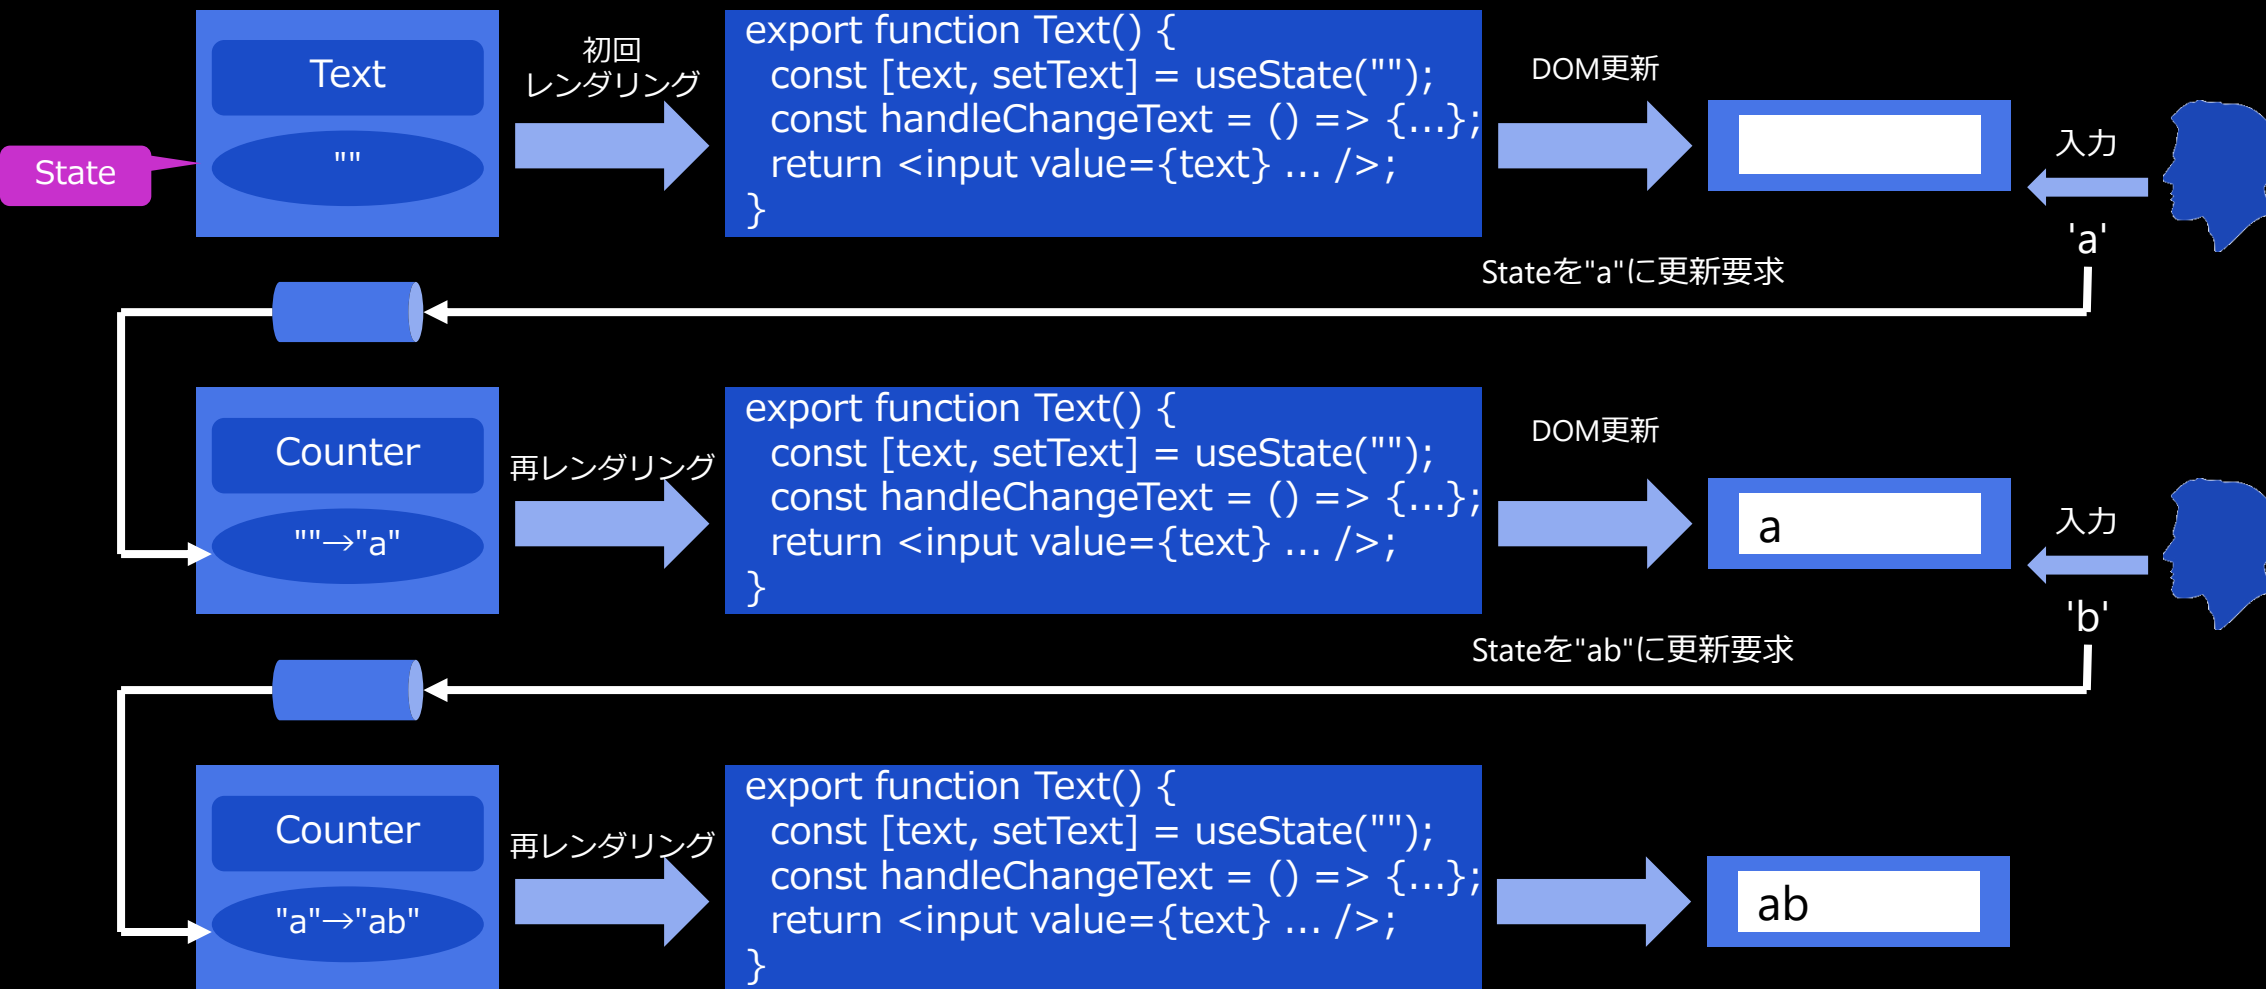 Text
""
State
初回
レンダリング
export function Text() {
const [text, setText] = useState("");
const handleChangeText = () => {...};
return <input value={text} ... />;
}
DOM更新
入力
'a'
Stateを"a"に更新要求
Counter
""→"a"
再レンダリング
export function Text() {
const [text, setText] = useState("");
const handleChangeText = () => {...};
return <input value={text} ... />;
}
DOM更新
a
入力
'b'
Stateを"ab"に更新要求
Counter
"a"→"ab"
再レンダリング
export function Text() {
const [text, setText] = useState("");
const handleChangeText = () => {...};
return <input value={text} ... />;
}
ab